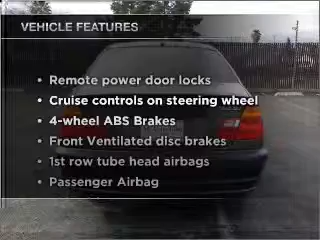 VEHICLE FEATURES
• Remote power door locks
• Cruise controls on steering wheel
• 4-wheel ABS Brakes
• Front Ventilated disc brakes
• 1st row tube head airbags
• Passenger Airbag